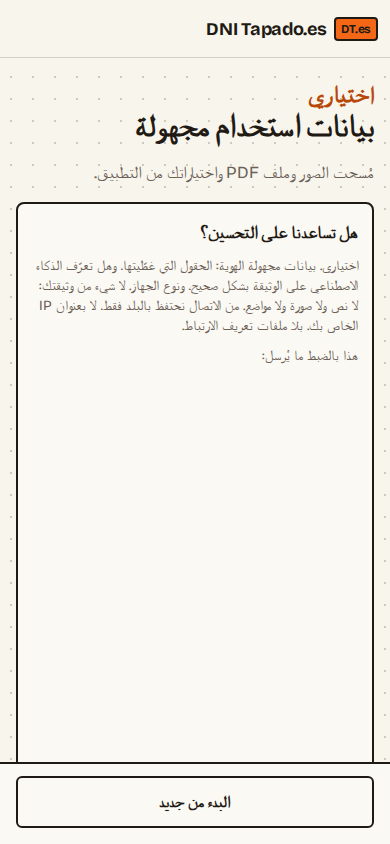 DNI Tapado.es DT.es
اختياري
بيانات استخدام مجهولة
مُسحت الصور وملف PDF واختياراتك من التطبيق.
هل تساعدنا على التحسين؟
اختياري. بيانات مجهولة الهوية: الحقول التي غطّيتها، وهل تعرّف الذكاء
الاصطناعي على الوثيقة بشكل صحيح، ونوع الجهاز. لا شيء من وثيقتك:
لا نص ولا صورة ولا مواضع. من الاتصال نحتفظ بالبلد فقط، لا بعنوان IP
الخاص بك. بلا ملفات تعريف الارتباط.
هذا بالضبط ما يُرسل:
البدء من جديد